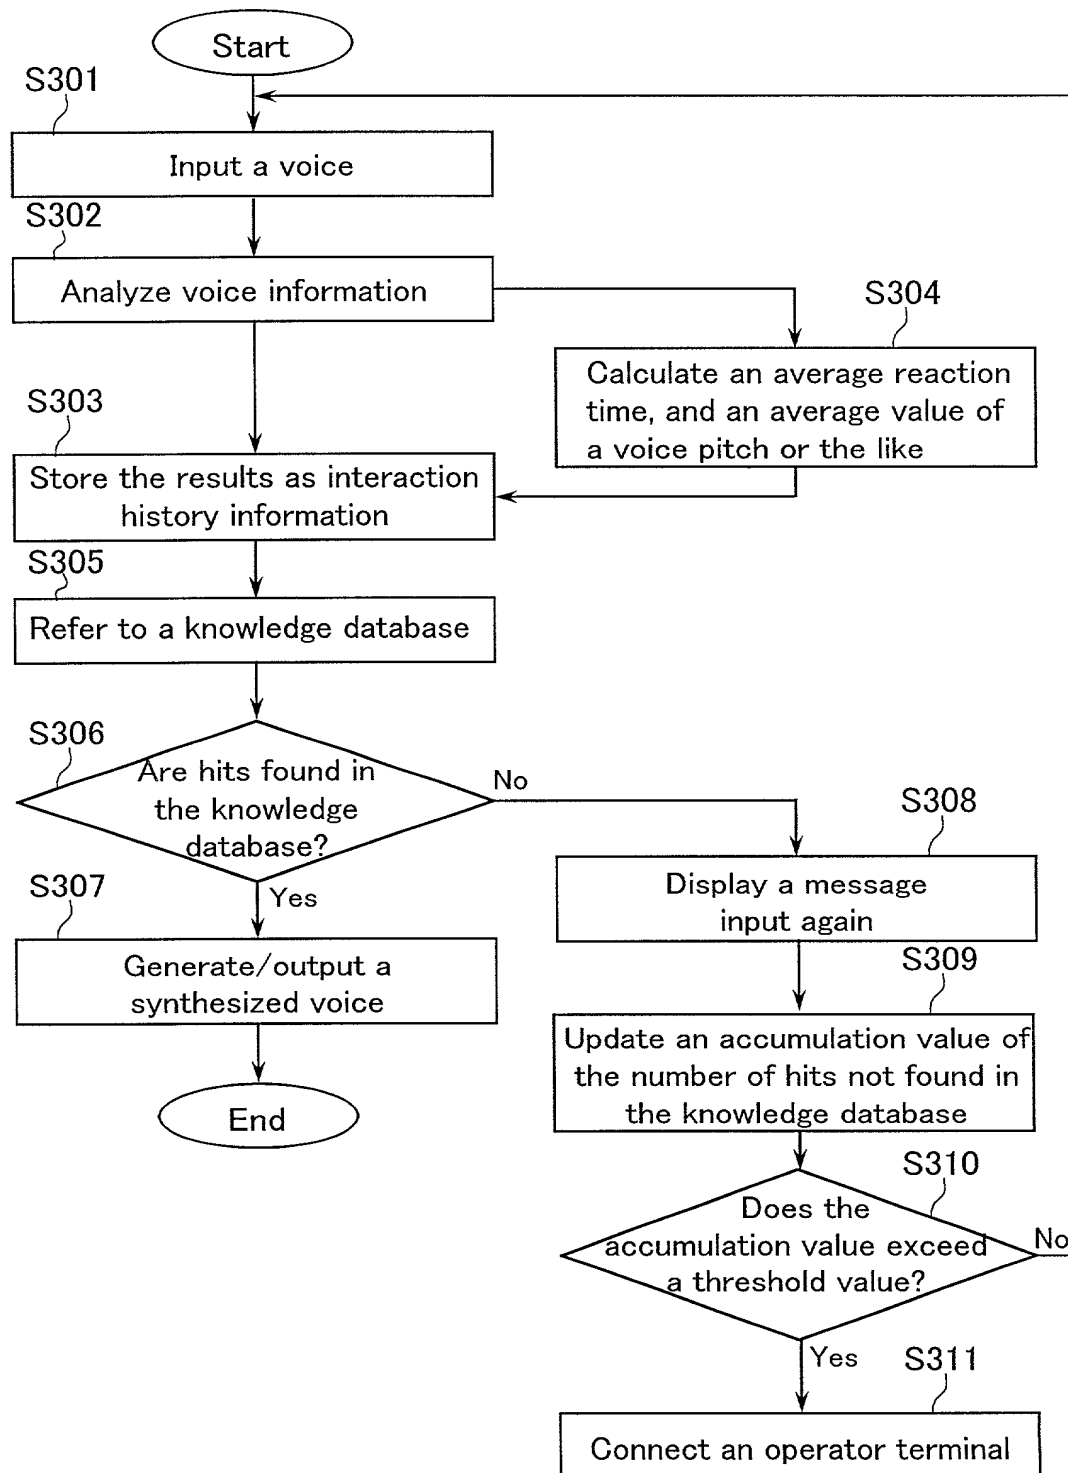 Start
S301
Input a voice
S302
Analyze voice information
S304
Calculate an average reaction
time, and an average value of
a voice pitch or the like
S303
Store the results as interaction
history information
S305
Refer to a knowledge database
S306
Are hits found in
the knowledge
database?
No
Yes
S307
Generate/output a
synthesized voice
End
S308
Display a message
input again
S309
Update an accumulation value of
the number of hits not found in
the knowledge database
S310
Does the
accumulation value exceed
a threshold value?
No
Yes
S311
Connect an operator terminal